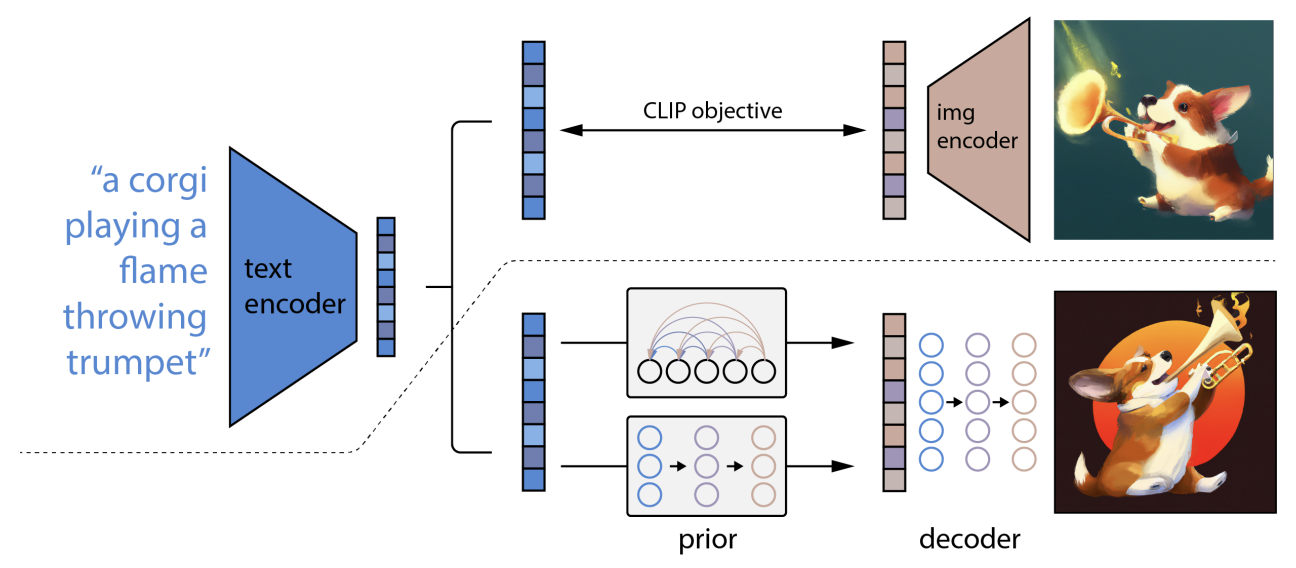 “a corgi
playing a
flame
throwing
trumpet”
text
encoder
CLIP objective
img
encoder
prior
decoder